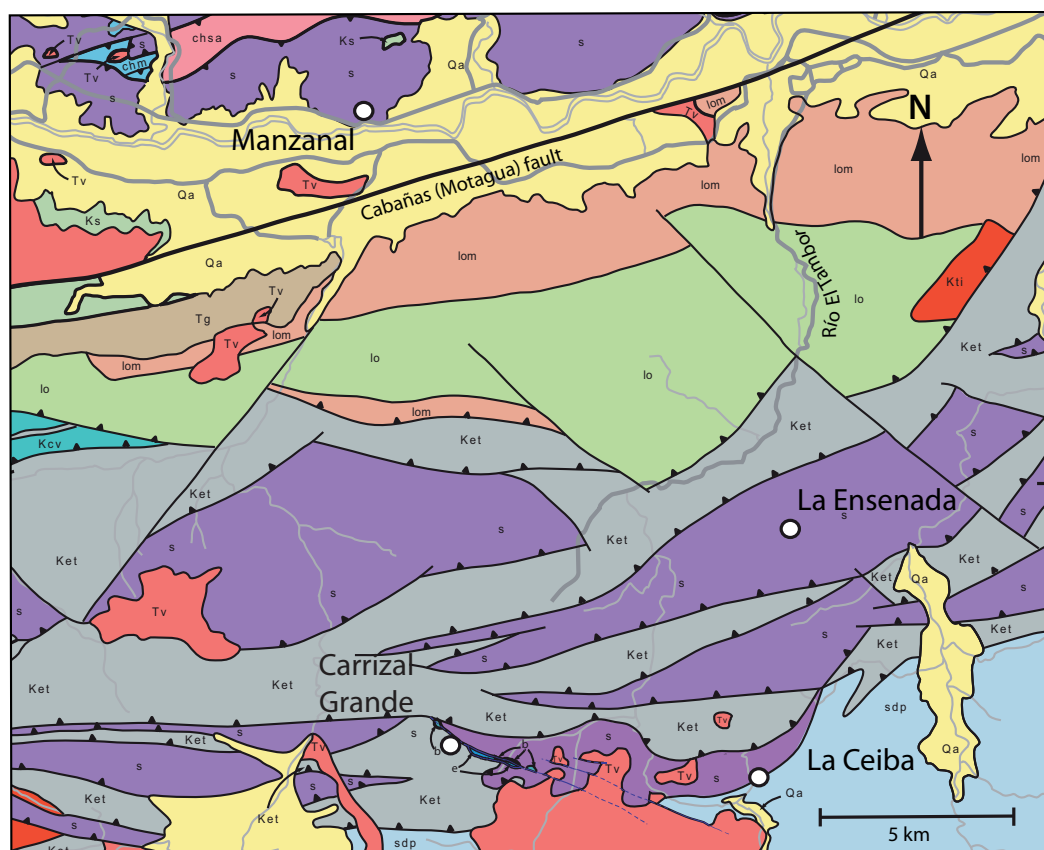 Tv
s
chsa
Ks
s
Qa
Qa
chm
Tv
s
s
s
N
Manzanal
Tv
lom
Tv
Tv
Qa
Cabañas (Motagua) fault
lom
lom
lom
Ks
Qa
lom
Río El Tambor
Kti
Tv
Tg
lo
Tv
lom
lom
Ket
s
lo
lo
lo
lom
Ket
Ket
s
Kcv
s
La Ensenada
Ket
s
s
Ket
s
Ket
Ket
s
Ket
Qa
Tv
s
s
s
s
Ket
Ket
s
Carrizal
Grande
Ket
Ket
sdp
Ket
Tv
Ket
s
s
Ket
b
b
Tv
Qa
La Ceiba
s
e
Tv
Tv
Tv
s
s
Qa
Ket
Ket
s
Ket
sdp
5 km